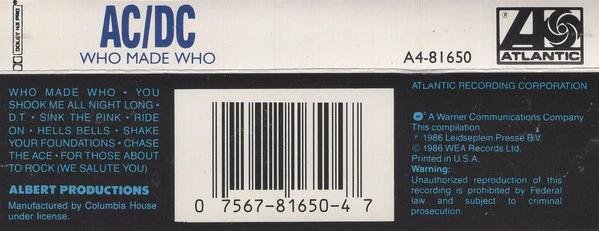 DOLBY NX PRO
AC/DC
WHO MADE WHO
A4-81650
ATLANTIC
WHO MADE WHO • YOU
SHOOK ME ALL NIGHT LONG •
D.T. • SINK THE PINK • RIDE
ON • HELLS BELLS • SHAKE
YOUR FOUNDATIONS • CHASE
THE ACE • FOR THOSE ABOUT
TO ROCK (WE SALUTE YOU)
ALBERT PRODUCTIONS
Manufactured by Columbia House
under license.
0 7567-81650-4 7
ATLANTIC RECORDING CORPORATION
A Warner Communications Company
This compilation
℗ 1986 Leidseplein Presse B.V.
© 1986 WEA Records Ltd.
Printed in U.S.A.
Warning:
Unauthorized reproduction of this
recording is prohibited by Federal
law and subject to criminal
prosecution.